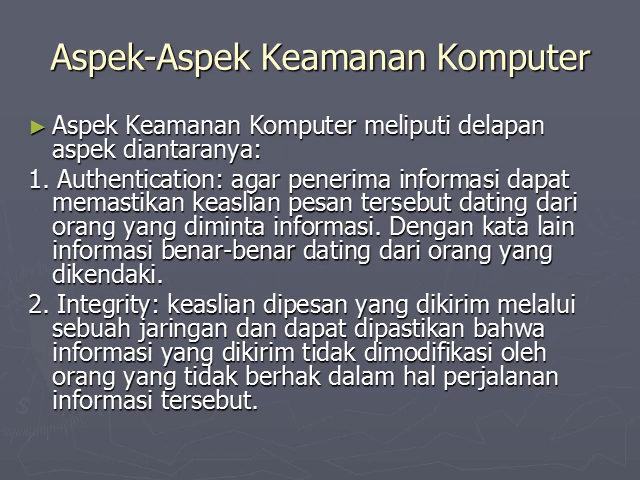 Aspek-Aspek Keamanan Komputer
► Aspek Keamanan Komputer meliputi delapan
aspek diantaranya:
1. Authentication: agar penerima informasi dapat
memastikan keaslian pesan tersebut dating dari
orang yang diminta informasi. Dengan kata lain
informasi benar-benar dating dari orang yang
dikendaki.
2. Integrity: keaslian dipesan yang dikirim melalui
sebuah jaringan dan dapat dipastikan bahwa
informasi yang dikirim tidak dimodifikasi oleh
orang yang tidak berhak dalam hal perjalanan
informasi tersebut.